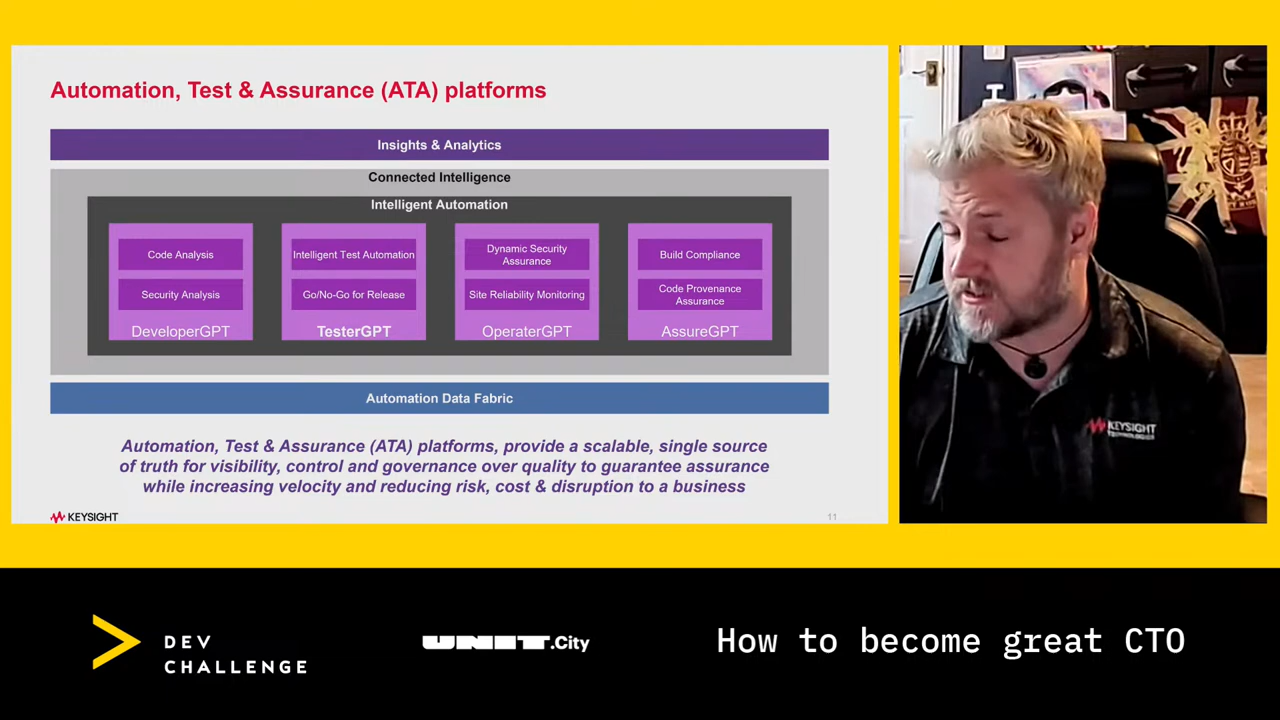 Automation, Test & Assurance (ATA) platforms
Insights & Analytics
Connected Intelligence
Intelligent Automation
Code Analysis
Security Analysis
DeveloperGPT
Intelligent Test Automation
Go/No-Go for Release
TesterGPT
Dynamic Security
Assurance
Site Reliability Monitoring
OperaterGPT
Build Compliance
Code Provenance
Assurance
AssureGPT
Automation Data Fabric
Automation, Test & Assurance (ATA) platforms, provide a scalable, single source
of truth for visibility, control and governance over quality to guarantee assurance
while increasing velocity and reducing risk, cost & disruption to a business
KEYSIGHT
11
KEYSIGHT
TECHNOLOGIES
DEV
CHALLENGE
UNIT.City
How to become great CTO